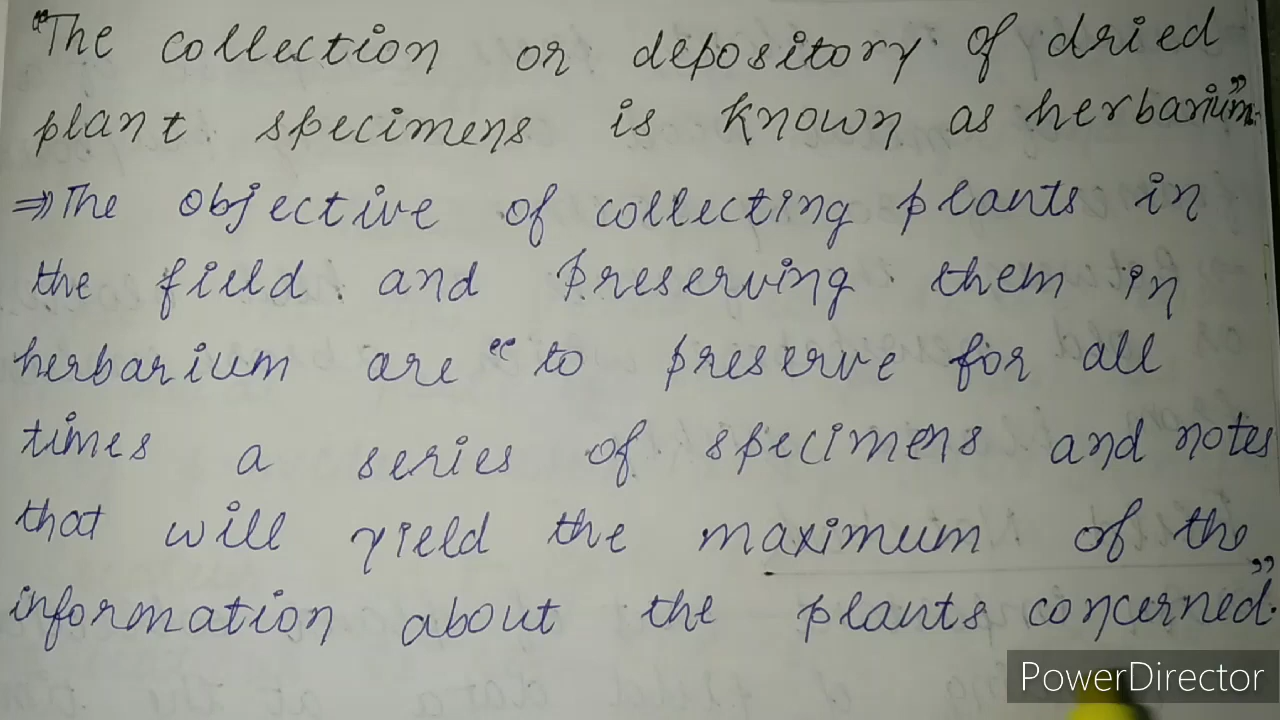 "The collection or depository of dried
plant specimens is known as herbarium".
⇒ The objective of collecting plants in
the field and preserving them in
herbarium are "to preserve for all
times a series of specimens and notes
that will yield the maximum of the
information about the plants concerned."
PowerDirector